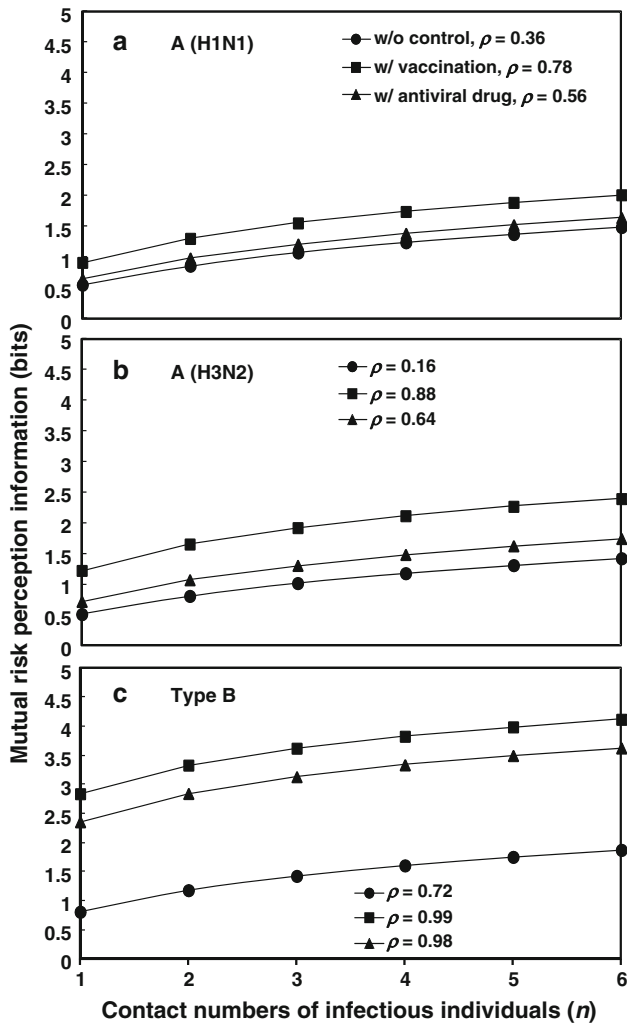 Mutual risk perception information (bits)
a A (H1N1)
w/o control, ρ = 0.36
w/ vaccination, ρ = 0.78
w/ antiviral drug, ρ = 0.56
5
4.5
4
3.5
3
2.5
2
1.5
1
0.5
0
b A (H3N2)
ρ = 0.16
ρ = 0.88
ρ = 0.64
5
4.5
4
3.5
3
2.5
2
1.5
1
0.5
0
c Type B
5
4.5
4
3.5
3
2.5
2
1.5
1
0.5
0
ρ = 0.72
ρ = 0.99
ρ = 0.98
1 2 3 4 5 6
Contact numbers of infectious individuals (n)